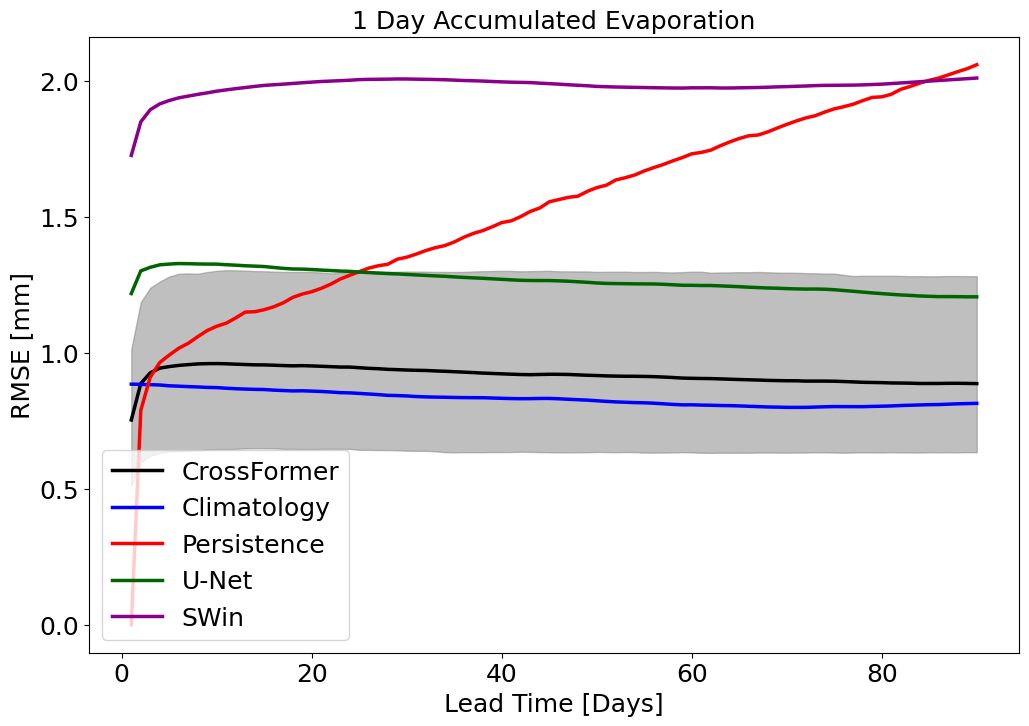 1 Day Accumulated Evaporation
RMSE [mm]
2.0
1.5
1.0
0.5
0.0
CrossFormer
Climatology
Persistence
U-Net
SWin
0 20 40 60 80
Lead Time [Days]